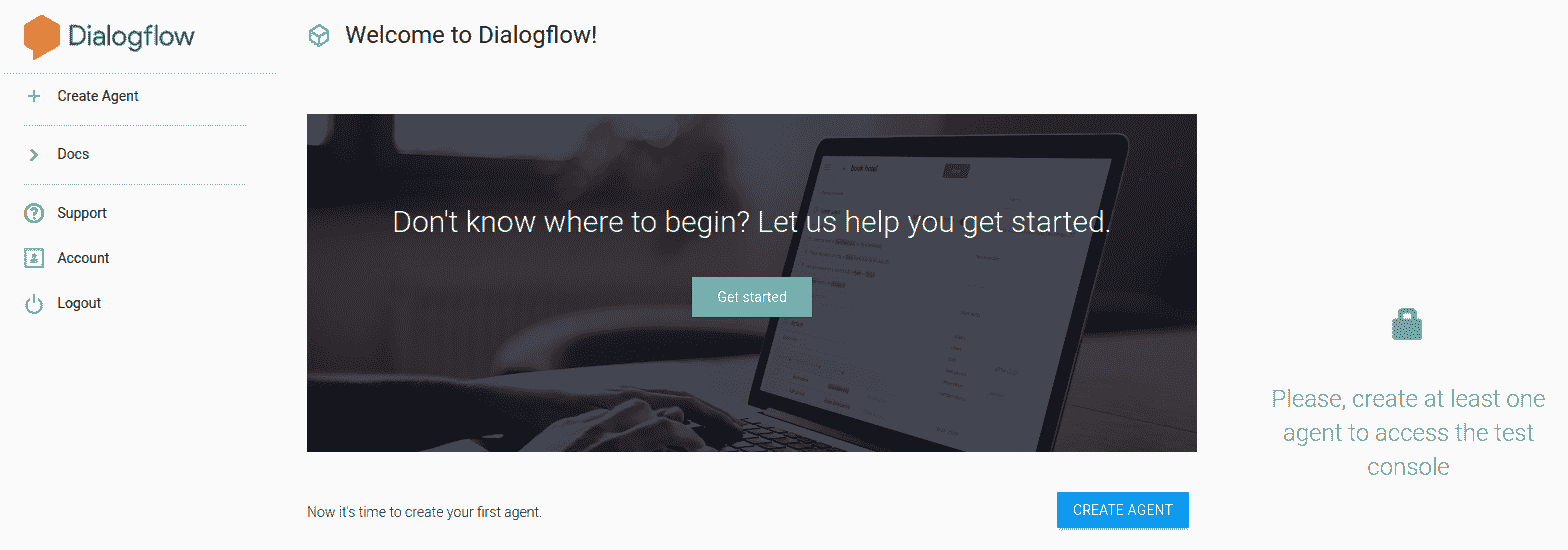 Dialogflow
Create Agent
Docs
Support
Account
Logout
Welcome to Dialogflow!
book hotel
Don't know where to begin? Let us help you get started.
Get started
Now it's time to create your first agent.
CREATE AGENT
Please, create at least one
agent to access the test
console